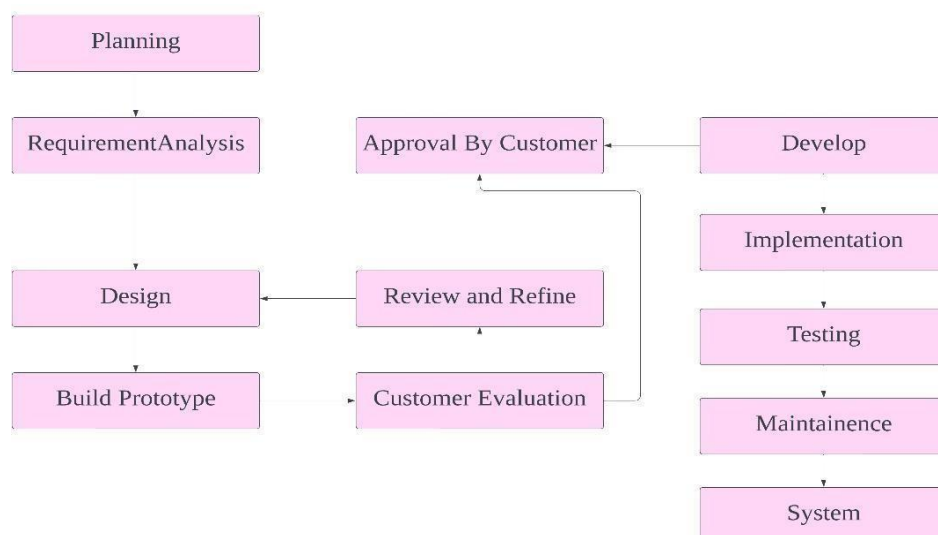 Planning
RequirementAnalysis
Approval By Customer
Develop
Implementation
Design
Review and Refine
Testing
Build Prototype
Customer Evaluation
Maintainence
System